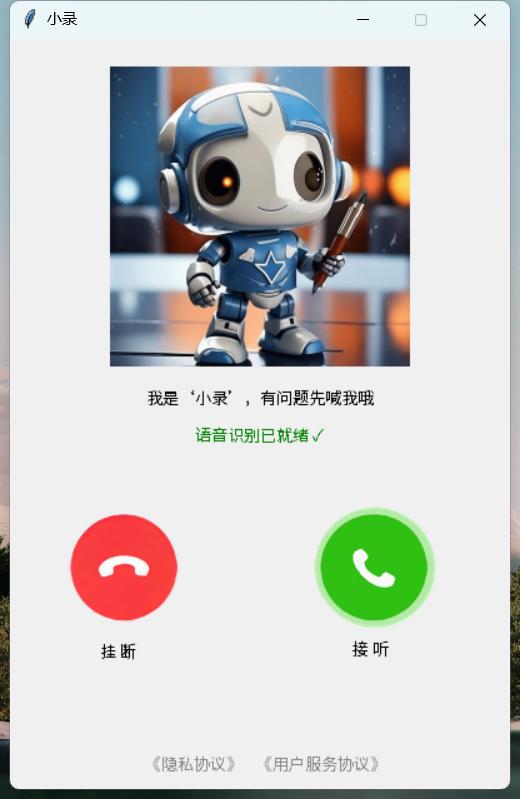 小录
我是‘小录’，有问题先喊我哦
语音识别已就绪✓
挂 断
接 听
《隐私协议》 《用户服务协议》